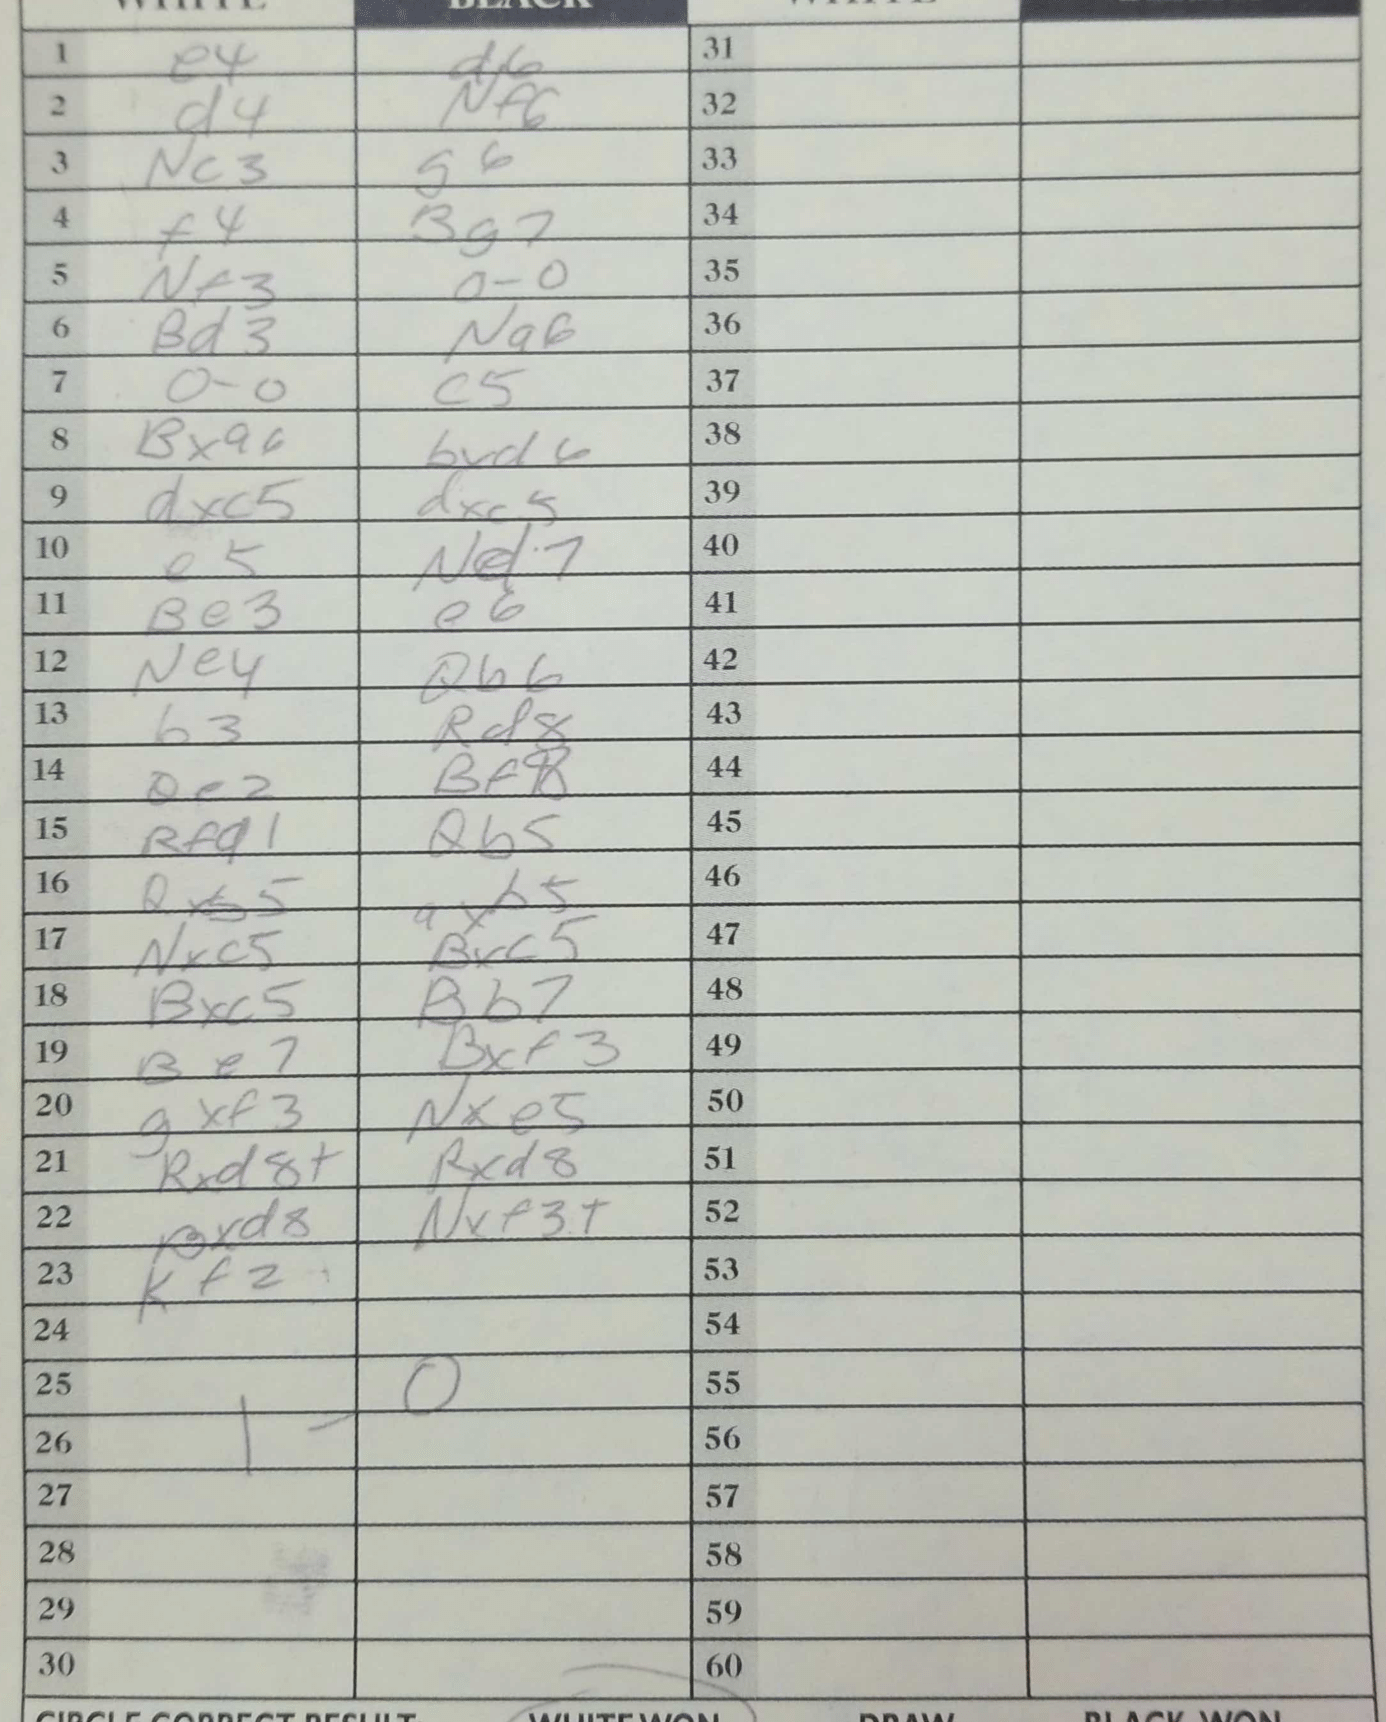 WHITE BLACK WHITE
1 e4 d6 31
2 d4 Nf6 32
3 Nc3 g6 33
4 f4 Bg7 34
5 Nf3 0-0 35
6 Bd3 Na6 36
7 0-0 c5 37
8 Bxa6 bxd6 38
9 dxc5 dxc5 39
10 e5 Nd7 40
11 Be3 e6 41
12 Ne4 Qb6 42
13 b3 Rd8 43
14 Qe2 Bf8 44
15 Rfd1 Qb5 45
16 Qxb5 axb5 46
17 Nxc5 Bxc5 47
18 Bxc5 Bb7 48
19 Be7 Bxf3 49
20 gxf3 Nxe5 50
21 Rxd8+ Rxd8 51
22 Bxd8 Nxf3+ 52
23 Kf2 53
24 54
25 55
1 - 0
26 56
27 57
28 58
29 59
30 60
CIRCLE CORRECT RESULT WHITE WON DRAW BLACK WON